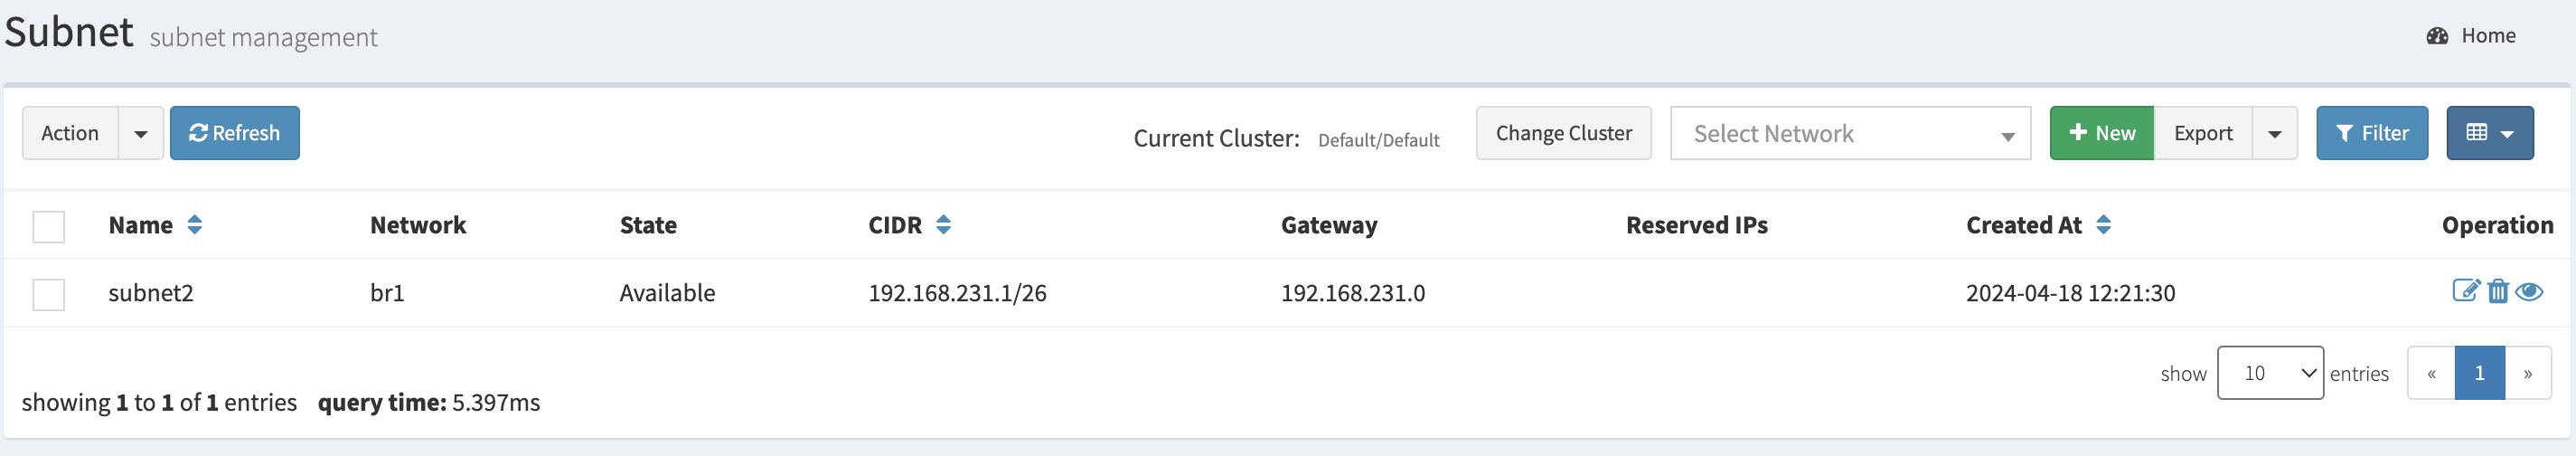 Subnet subnet management
Home
Action Refresh Current Cluster: Default/Default Change Cluster Select Network New Export Filter
Name Network State CIDR Gateway Reserved IPs Created At Operation
subnet2 br1 Available 192.168.231.1/26 192.168.231.0 2024-04-18 12:21:30
show 10 entries « 1 »
showing 1 to 1 of 1 entries query time: 5.397ms